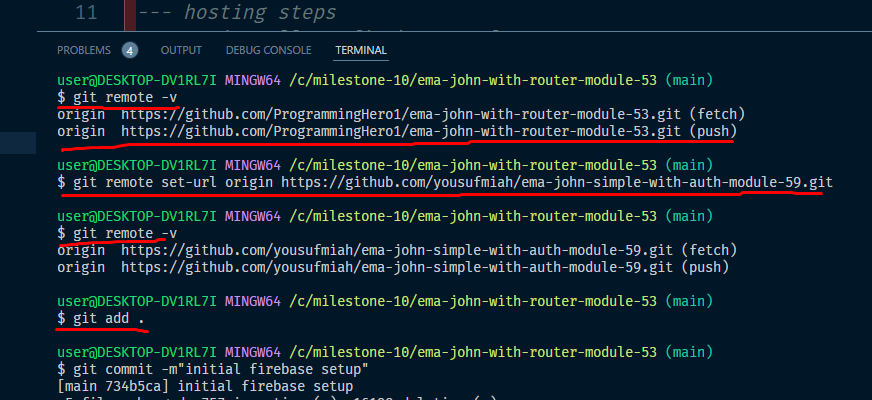 11 --- hosting steps
PROBLEMS 4 OUTPUT DEBUG CONSOLE TERMINAL
user@DESKTOP-DV1RL7I MINGW64 /c/milestone-10/ema-john-with-router-module-53 (main)
$ git remote -v
origin https://github.com/ProgrammingHero1/ema-john-with-router-module-53.git (fetch)
origin https://github.com/ProgrammingHero1/ema-john-with-router-module-53.git (push)
user@DESKTOP-DV1RL7I MINGW64 /c/milestone-10/ema-john-with-router-module-53 (main)
$ git remote set-url origin https://github.com/yousufmiah/ema-john-simple-with-auth-module-59.git
user@DESKTOP-DV1RL7I MINGW64 /c/milestone-10/ema-john-with-router-module-53 (main)
$ git remote -v
origin https://github.com/yousufmiah/ema-john-simple-with-auth-module-59.git (fetch)
origin https://github.com/yousufmiah/ema-john-simple-with-auth-module-59.git (push)
user@DESKTOP-DV1RL7I MINGW64 /c/milestone-10/ema-john-with-router-module-53 (main)
$ git add .
user@DESKTOP-DV1RL7I MINGW64 /c/milestone-10/ema-john-with-router-module-53 (main)
$ git commit -m"initial firebase setup"
[main 734b5ca] initial firebase setup